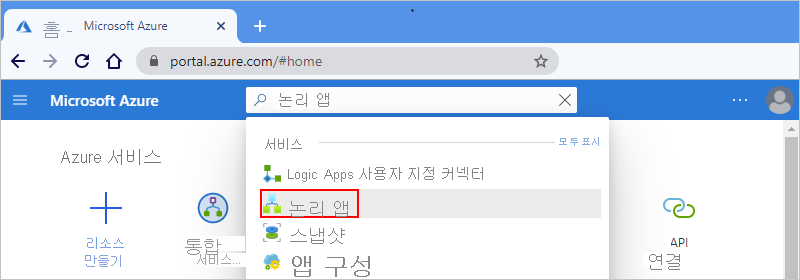 홈 - Microsoft Azure
portal.azure.com/#home
Microsoft Azure
논리 앱
서비스
모두 표시
Azure 서비스
Logic Apps 사용자 지정 커넥터
논리 앱
스냅샷
앱 구성
리소스
만들기
통합
서비스...
API
연결